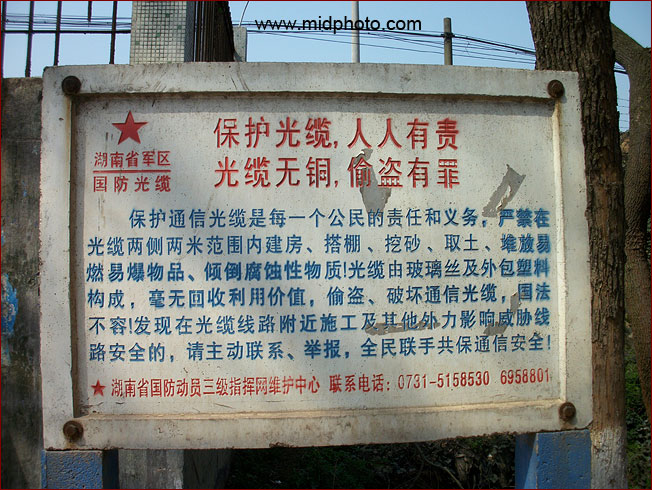 www.midphoto.com
保护光缆,人人有责
光缆无铜,偷盗有罪
湖南省军区
国防光缆
保护通信光缆是每一个公民的责任和义务，严禁在
光缆两侧两米范围内建房、搭棚、挖砂、取土、堆放易
燃易爆物品、倾倒腐蚀性物质!光缆由玻璃丝及外包塑料
构成，毫无回收利用价值，偷盗、破坏通信光缆，国法
不容!发现在光缆线路附近施工及其他外力影响威胁线
路安全的，请主动联系、举报，全民联手共保通信安全!
★湖南省国防动员三级指挥网维护中心 联系电话：0731-5158530 6958801